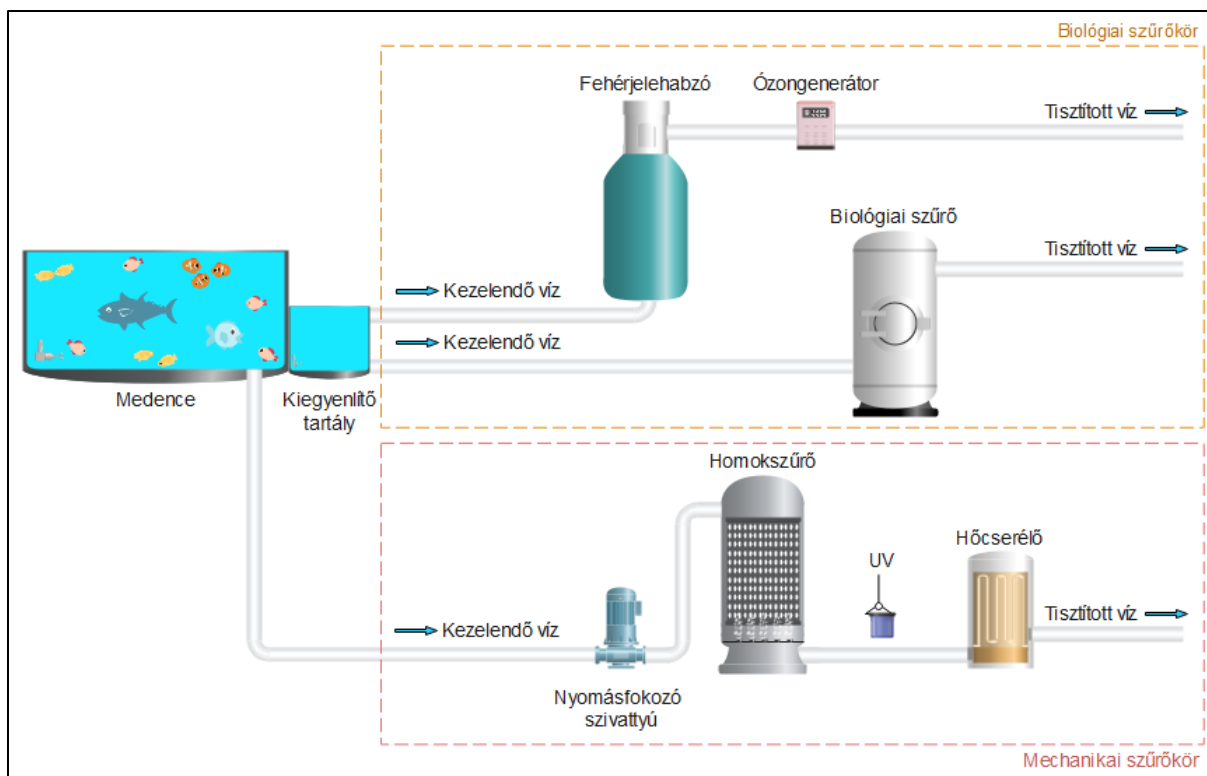 Biológiai szűrőkör
Fehérjelehabzó
Ózongenerátor
Tisztított víz
Biológiai szűrő
Tisztított víz
Kezelendő víz
Kezelendő víz
Medence
Kiegyenlítő
tartály
Homokszűrő
UV
Hőcserélő
Tisztított víz
Kezelendő víz
Nyomásfokozó
szivattyú
Mechanikai szűrőkör